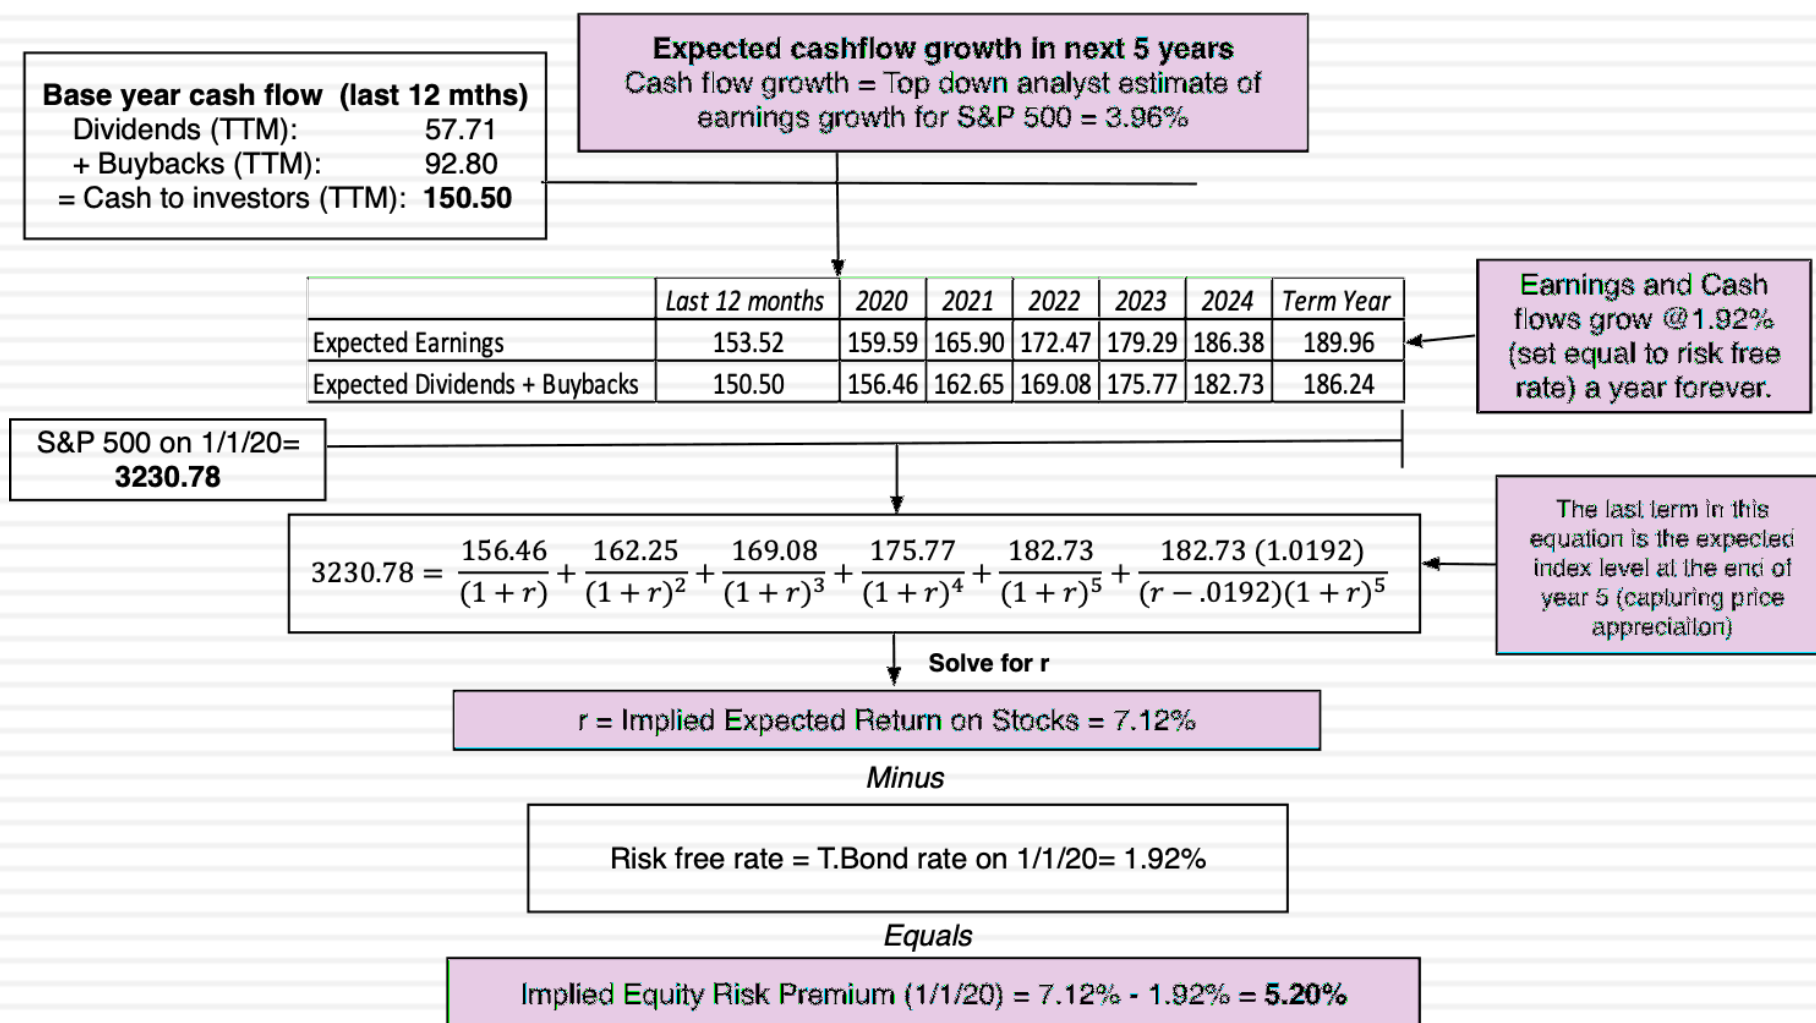 Expected cashflow growth in next 5 years
Cash flow growth = Top down analyst estimate of
earnings growth for S&P 500 = 3.96%
Base year cash flow (last 12 mths)
Dividends (TTM): 57.71
+ Buybacks (TTM): 92.80
= Cash to investors (TTM): 150.50
Last 12 months 2020 2021 2022 2023 2024 Term Year
Expected Earnings 153.52 159.59 165.90 172.47 179.29 186.38 189.96
Expected Dividends + Buybacks 150.50 156.46 162.65 169.08 175.77 182.73 186.24
Earnings and Cash
flows grow @1.92%
(set equal to risk free
rate) a year forever.
S&P 500 on 1/1/20=
3230.78
3230.78 = 156.46/(1 + r) + 162.25/(1 + r)² + 169.08/(1 + r)³ + 175.77/(1 + r)⁴ + 182.73/(1 + r)⁵ + 182.73 (1.0192)/(r − .0192)(1 + r)⁵
The last term in this
equation is the expected
index level at the end of
year 5 (capturing price
appreciation)
Solve for r
r = Implied Expected Return on Stocks = 7.12%
Minus
Risk free rate = T.Bond rate on 1/1/20= 1.92%
Equals
Implied Equity Risk Premium (1/1/20) = 7.12% - 1.92% = 5.20%